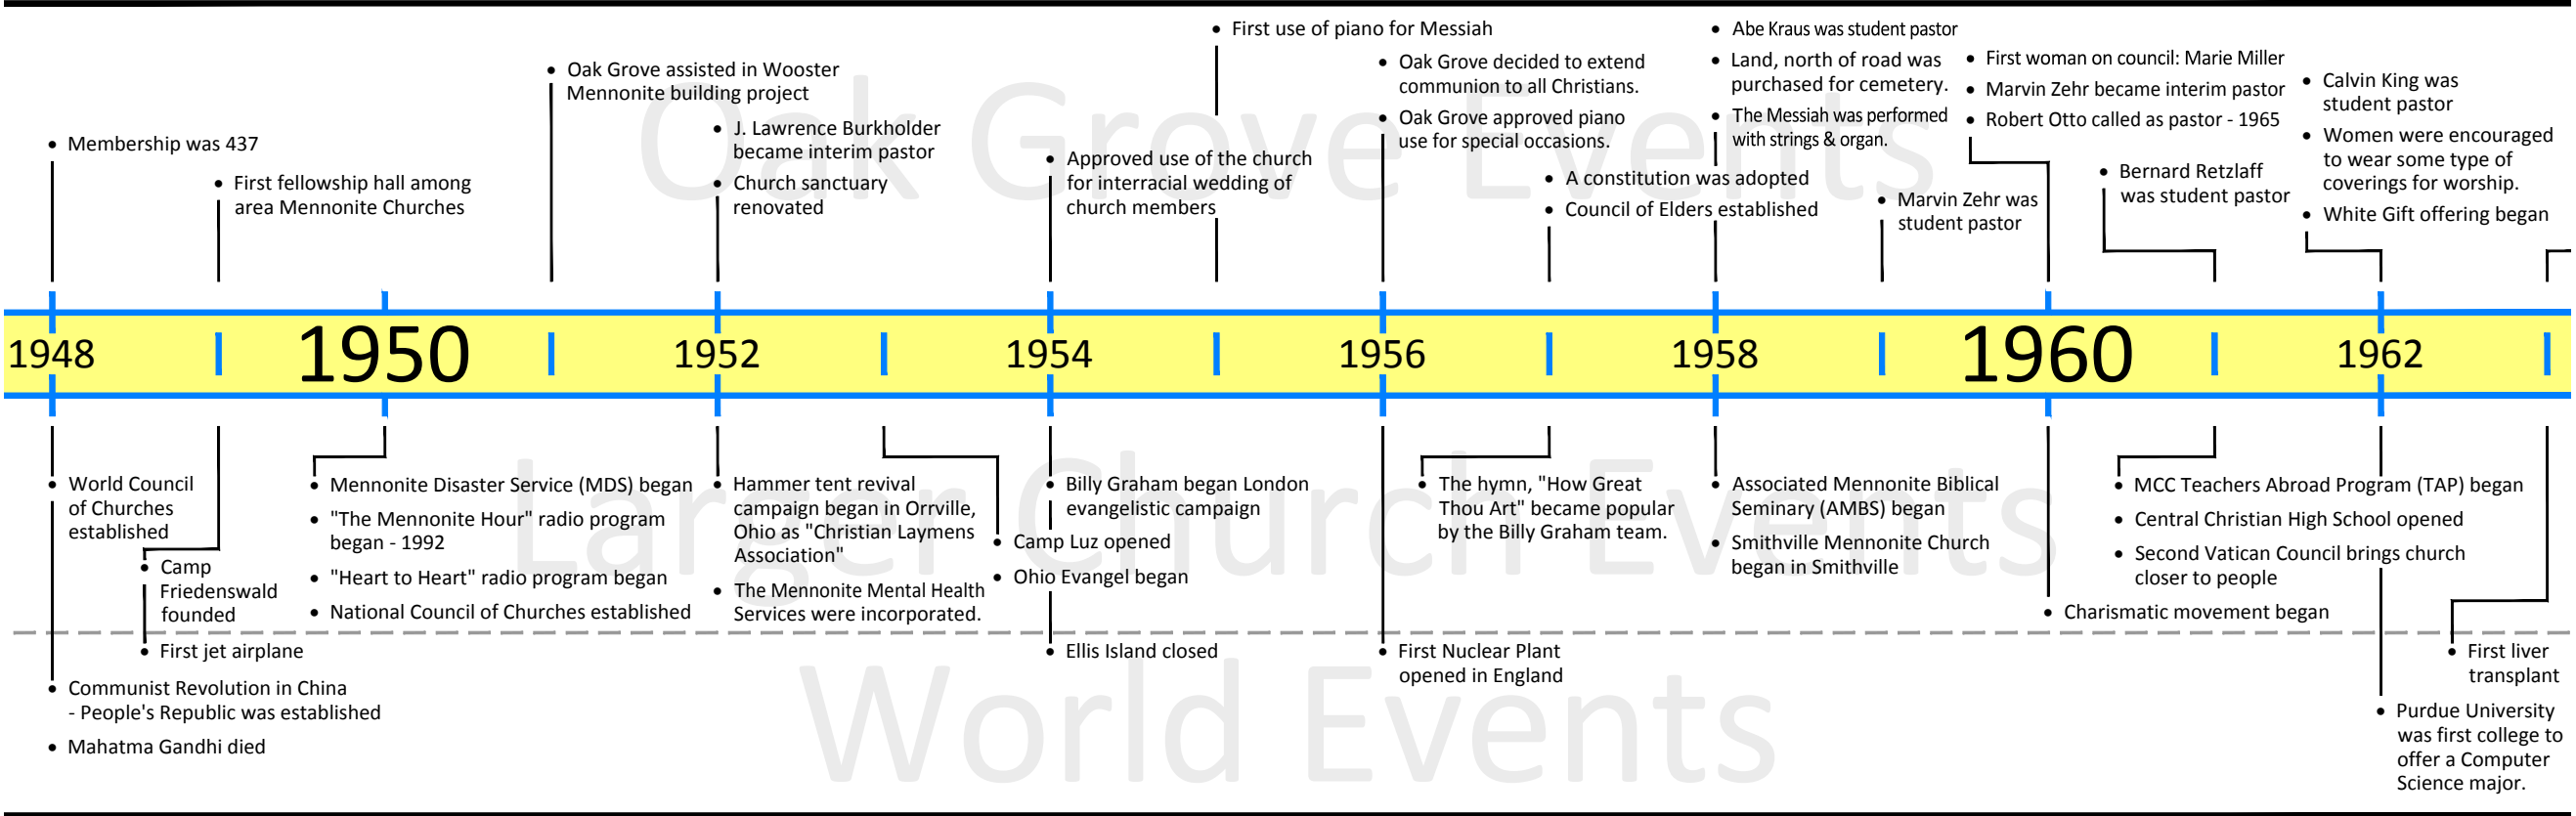 Oak Grove Events
• Membership was 437
• First fellowship hall among
area Mennonite Churches
• Oak Grove assisted in Wooster
Mennonite building project
• J. Lawrence Burkholder
became interim pastor
• Church sanctuary
renovated
• Approved use of the church
for interracial wedding of
church members
• First use of piano for Messiah
• Oak Grove decided to extend
communion to all Christians.
• Oak Grove approved piano
use for special occasions.
• A constitution was adopted
• Council of Elders established
• Abe Kraus was student pastor
• Land, north of road was
purchased for cemetery.
• The Messiah was performed
with strings & organ.
• Marvin Zehr was
student pastor
• First woman on council: Marie Miller
• Marvin Zehr became interim pastor
• Robert Otto called as pastor - 1965
• Bernard Retzlaff
was student pastor
• Calvin King was
student pastor
• Women were encouraged
to wear some type of
coverings for worship.
• White Gift offering began
1948 1950 1952 1954 1956 1958 1960 1962
Larger Church Events
• World Council
of Churches
established
• Camp
Friedenswald
founded
• Mennonite Disaster Service (MDS) began
• "The Mennonite Hour" radio program
began - 1992
• "Heart to Heart" radio program began
• National Council of Churches established
• Hammer tent revival
campaign began in Orrville,
Ohio as "Christian Laymens
Association"
• The Mennonite Mental Health
Services were incorporated.
• Camp Luz opened
• Ohio Evangel began
• Billy Graham began London
evangelistic campaign
• The hymn, "How Great
Thou Art" became popular
by the Billy Graham team.
• Associated Mennonite Biblical
Seminary (AMBS) began
• Smithville Mennonite Church
began in Smithville
• Charismatic movement began
• MCC Teachers Abroad Program (TAP) began
• Central Christian High School opened
• Second Vatican Council brings church
closer to people
World Events
• First jet airplane
• Communist Revolution in China
- People's Republic was established
• Mahatma Gandhi died
• Ellis Island closed
• First Nuclear Plant
opened in England
• First liver
transplant
• Purdue University
was first college to
offer a Computer
Science major.